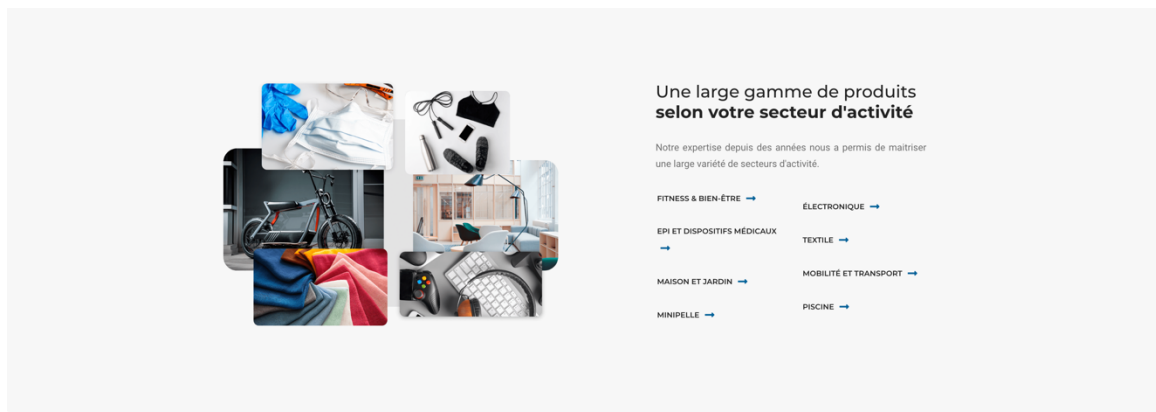 Une large gamme de produits
selon votre secteur d'activité
Notre expertise depuis des années nous a permis de maitriser
une large variété de secteurs d'activité.
FITNESS & BIEN-ÊTRE
EPI ET DISPOSITIFS MÉDICAUX
MAISON ET JARDIN
MINIPELLE
ÉLECTRONIQUE
TEXTILE
MOBILITÉ ET TRANSPORT
PISCINE